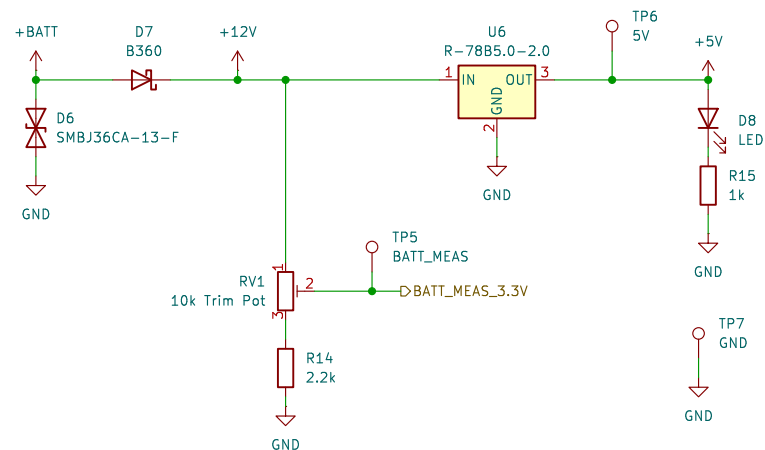 +BATT
D7
B360
+12V
U6
R-78B5.0-2.0
TP6
5V
+5V
1
IN
OUT
3
GND
2
GND
D6
SMBJ36CA-13-F
GND
D8
LED
R15
1k
GND
TP5
BATT_MEAS
RV1
10k Trim Pot
1
2
3
BATT_MEAS_3.3V
R14
2.2k
GND
TP7
GND
GND